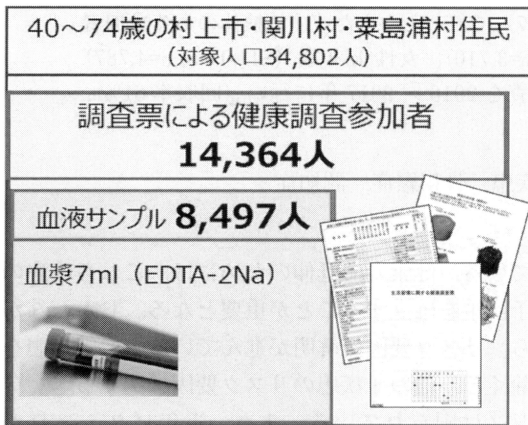 40～74歳の村上市・関川村・粟島浦村住民
（対象人口34,802人）
調査票による健康調査参加者
14,364人
血液サンプル 8,497人
血漿7ml（EDTA-2Na）